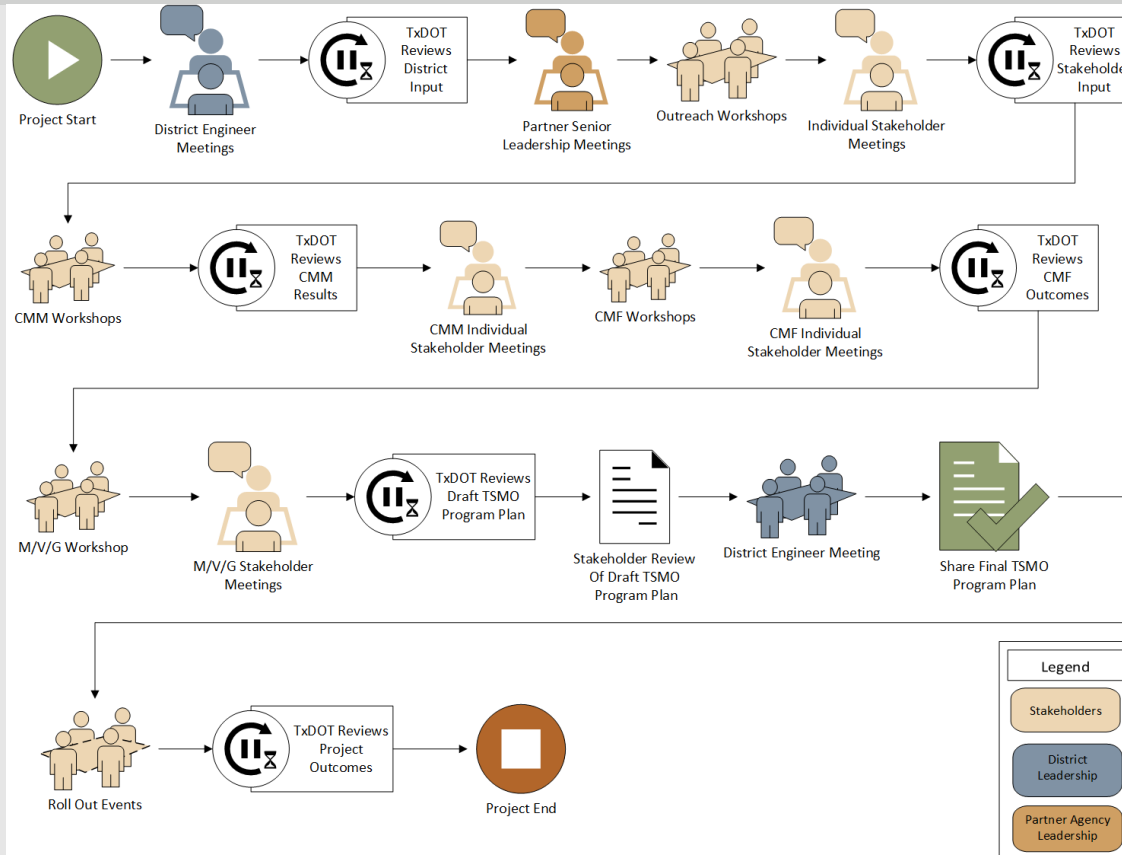 TxDOT
Reviews
District
Input
TxDOT
Reviews
Stakeholder
Input
Project Start
District Engineer
Meetings
Partner Senior
Leadership Meetings
Outreach Workshops
Individual Stakeholder
Meetings
TxDOT
Reviews
CMM
Results
TxDOT
Reviews
CMF
Outcomes
CMM Workshops
CMM Individual
Stakeholder Meetings
CMF Workshops
CMF Individual
Stakeholder Meetings
TxDOT Reviews
Draft TSMO
Program Plan
M/V/G Workshop
M/V/G Stakeholder
Meetings
Stakeholder Review
Of Draft TSMO
Program Plan
District Engineer Meeting
Share Final TSMO
Program Plan
TxDOT Reviews
Project
Outcomes
Roll Out Events
Project End
Legend
Stakeholders
District
Leadership
Partner Agency
Leadership